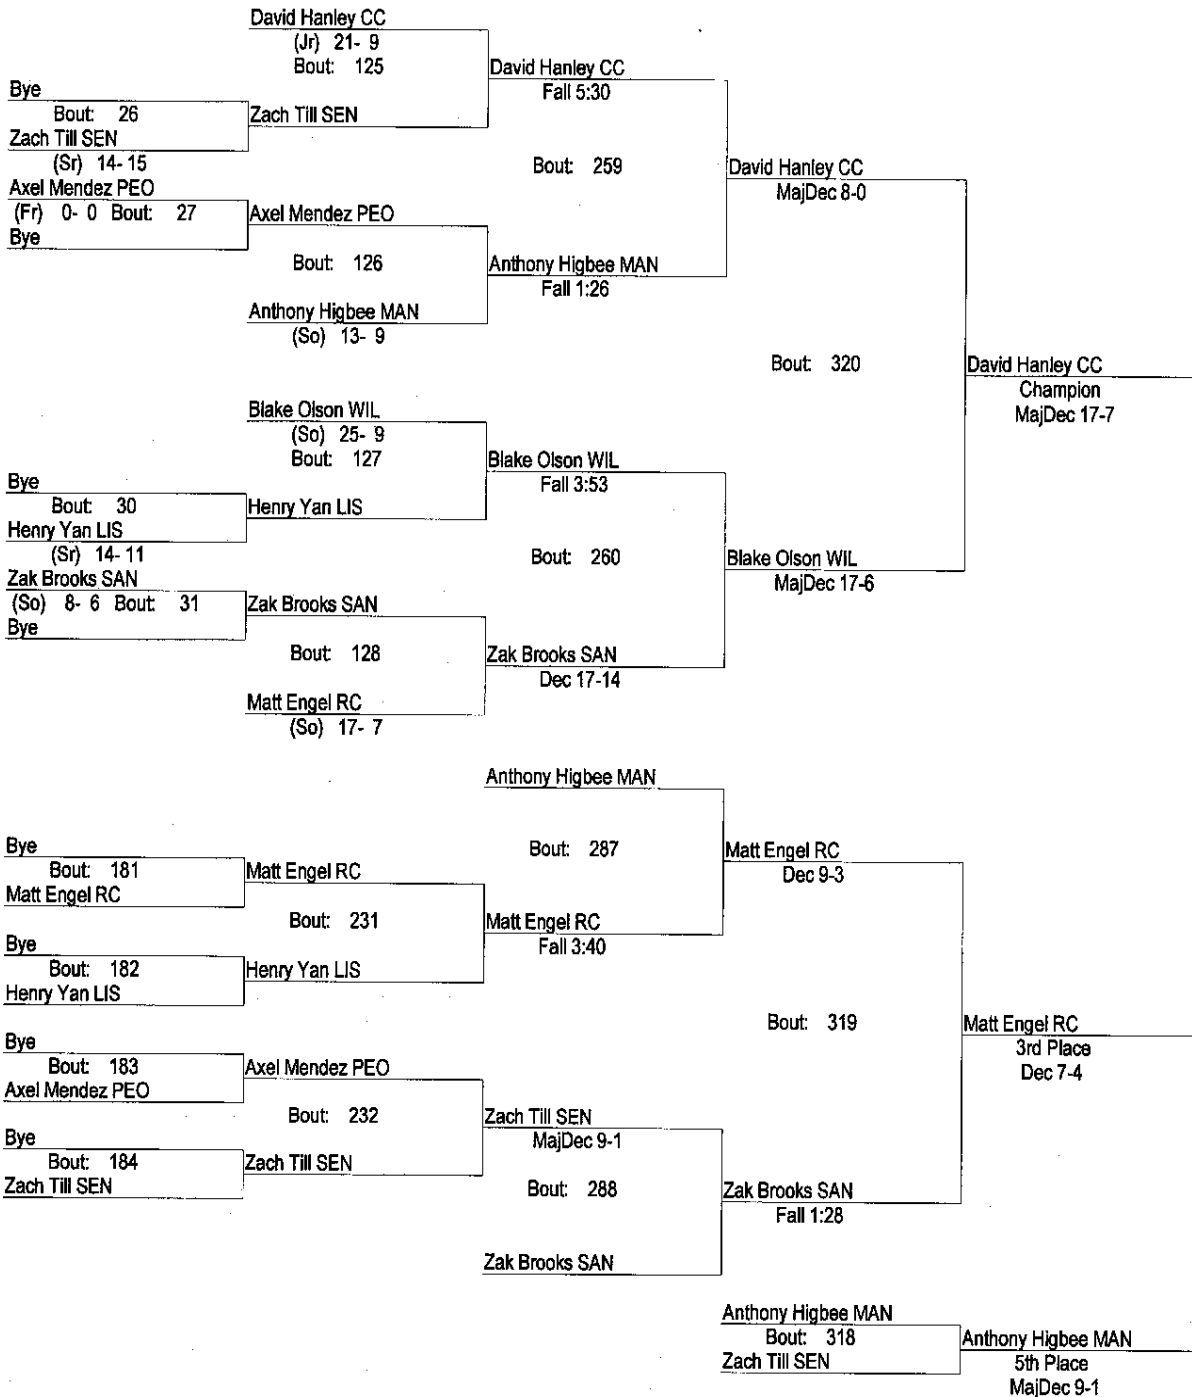 David Hanley CC
(Jr) 21- 9
Bout: 125
David Hanley CC
Fall 5:30
Bye
Bout: 26
Zach Till SEN
Zach Till SEN
(Sr) 14- 15
Bout: 259
David Hanley CC
MajDec 8-0
Axel Mendez PEO
(Fr) 0- 0 Bout: 27
Axel Mendez PEO
Bye
Bout: 126
Anthony Higbee MAN
Fall 1:26
Anthony Higbee MAN
(So) 13- 9
Bout: 320
David Hanley CC
Champion
MajDec 17-7
Blake Olson WIL
(So) 25- 9
Bout: 127
Blake Olson WIL
Fall 3:53
Bye
Bout: 30
Henry Yan LIS
Henry Yan LIS
(Sr) 14- 11
Bout: 260
Blake Olson WIL
MajDec 17-6
Zak Brooks SAN
(So) 8- 6 Bout: 31
Zak Brooks SAN
Bye
Bout: 128
Zak Brooks SAN
Dec 17-14
Matt Engel RC
(So) 17- 7
Anthony Higbee MAN
Bout: 287
Matt Engel RC
Dec 9-3
Bye
Bout: 181
Matt Engel RC
Matt Engel RC
Bout: 231
Matt Engel RC
Fall 3:40
Bye
Bout: 182
Henry Yan LIS
Henry Yan LIS
Bout: 319
Matt Engel RC
3rd Place
Dec 7-4
Bye
Bout: 183
Axel Mendez PEO
Axel Mendez PEO
Bout: 232
Zach Till SEN
MajDec 9-1
Bye
Bout: 184
Zach Till SEN
Zach Till SEN
Bout: 288
Zak Brooks SAN
Fall 1:28
Zak Brooks SAN
Anthony Higbee MAN
Bout: 318
Zach Till SEN
Anthony Higbee MAN
5th Place
MajDec 9-1